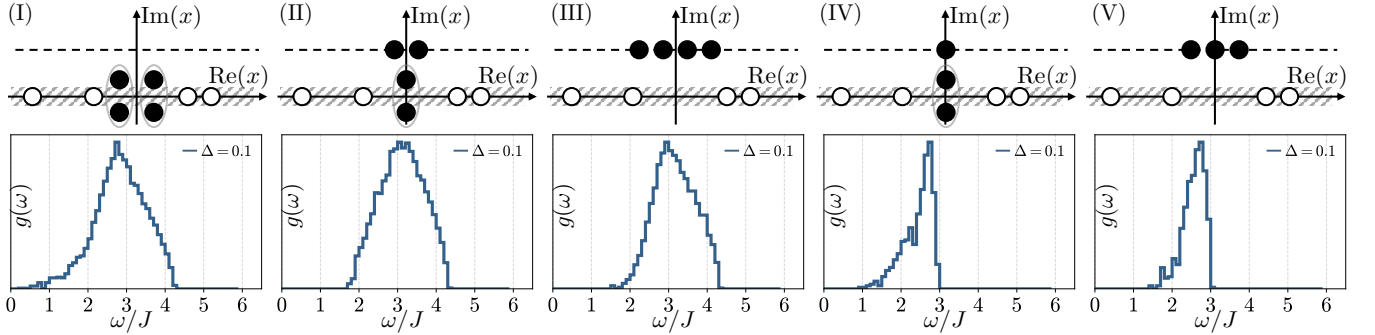 (I) Im(x) (II) Im(x) (III) Im(x) (IV) Im(x) (V) Im(x)
Re(x) Re(x) Re(x) Re(x) Re(x)
Δ = 0.1 Δ = 0.1 Δ = 0.1 Δ = 0.1 Δ = 0.1
g(ω) g(ω) g(ω) g(ω) g(ω)
0 1 2 3 4 5 6 0 1 2 3 4 5 6 0 1 2 3 4 5 6 0 1 2 3 4 5 6 0 1 2 3 4 5 6
ω/J ω/J ω/J ω/J ω/J